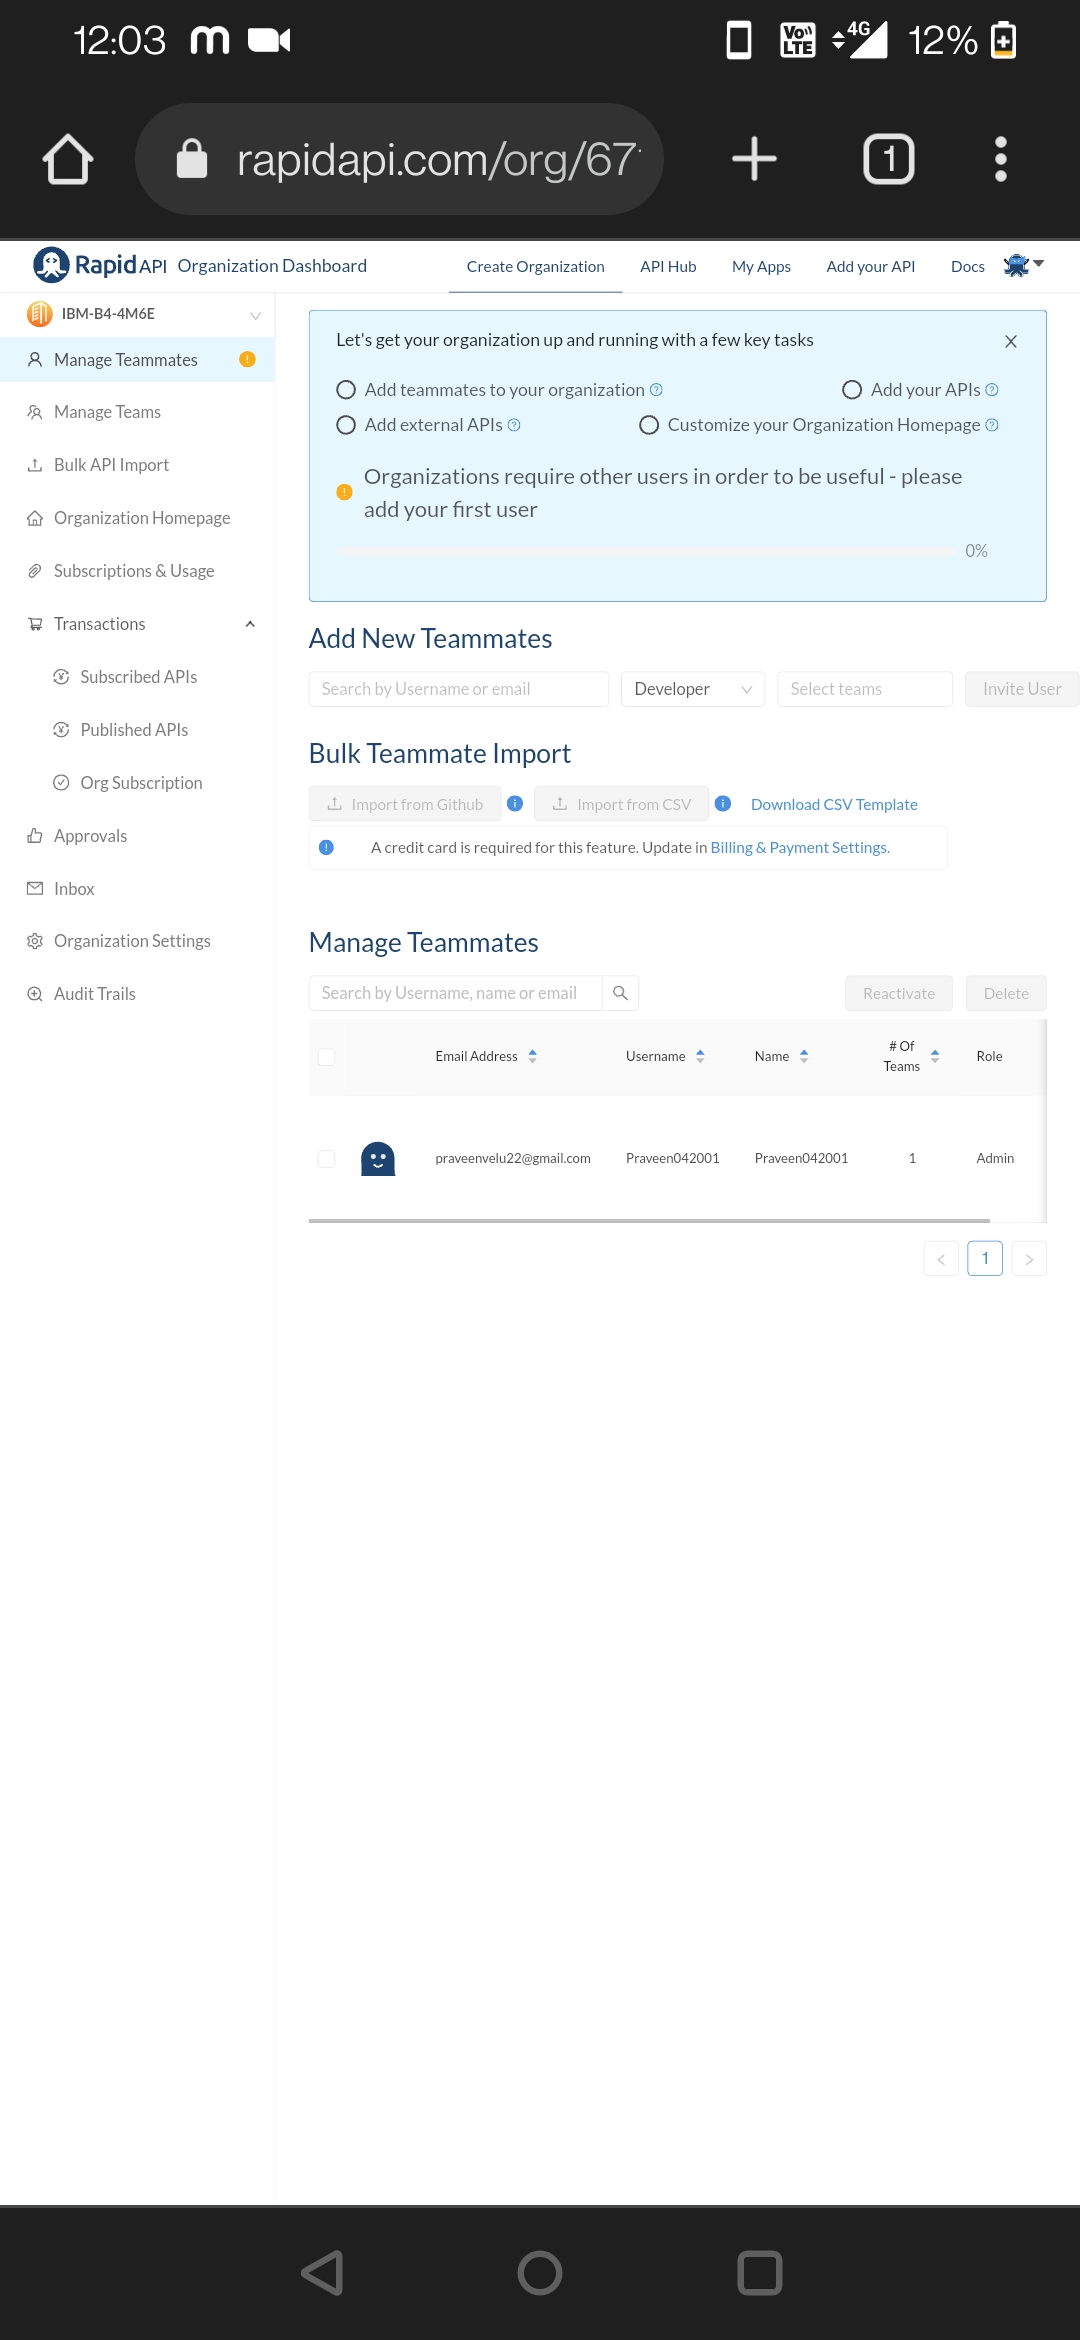 12:03
VoLTE
4G
12%
rapidapi.com/org/67
1
Rapid API Organization Dashboard
Create Organization
API Hub
My Apps
Add your API
Docs
IBM-B4-4M6E
Manage Teammates
Manage Teams
Bulk API Import
Organization Homepage
Subscriptions & Usage
Transactions
Subscribed APIs
Published APIs
Org Subscription
Approvals
Inbox
Organization Settings
Audit Trails
Let's get your organization up and running with a few key tasks
Add teammates to your organization
Add your APIs
Add external APIs
Customize your Organization Homepage
Organizations require other users in order to be useful - please
add your first user
0%
Add New Teammates
Search by Username or email
Developer
Select teams
Invite User
Bulk Teammate Import
Import from Github
Import from CSV
Download CSV Template
A credit card is required for this feature. Update in Billing & Payment Settings.
Manage Teammates
Search by Username, name or email
Reactivate
Delete
Email Address
Username
Name
# Of
Teams
Role
praveenvelu22@gmail.com
Praveen042001
Praveen042001
1
Admin
< 1 >